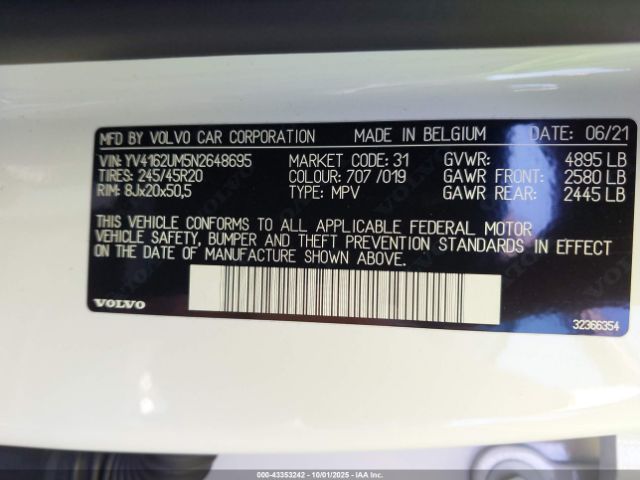 MFD BY VOLVO CAR CORPORATION MADE IN BELGIUM DATE: 06/21
VIN: YV4162UM5N2648695 MARKET CODE: 31 GVWR: 4895 LB
TIRES: 245/45R20 COLOUR: 707/019 GAWR FRONT: 2580 LB
RIM: 8Jx20x50,5 TYPE: MPV GAWR REAR: 2445 LB
THIS VEHICLE CONFORMS TO ALL APPLICABLE FEDERAL MOTOR
VEHICLE SAFETY, BUMPER AND THEFT PREVENTION STANDARDS IN EFFECT
ON THE DATE OF MANUFACTURE SHOWN ABOVE.
VOLVO
32366354
000-43353242 - 10/01/2025 - IAA Inc.